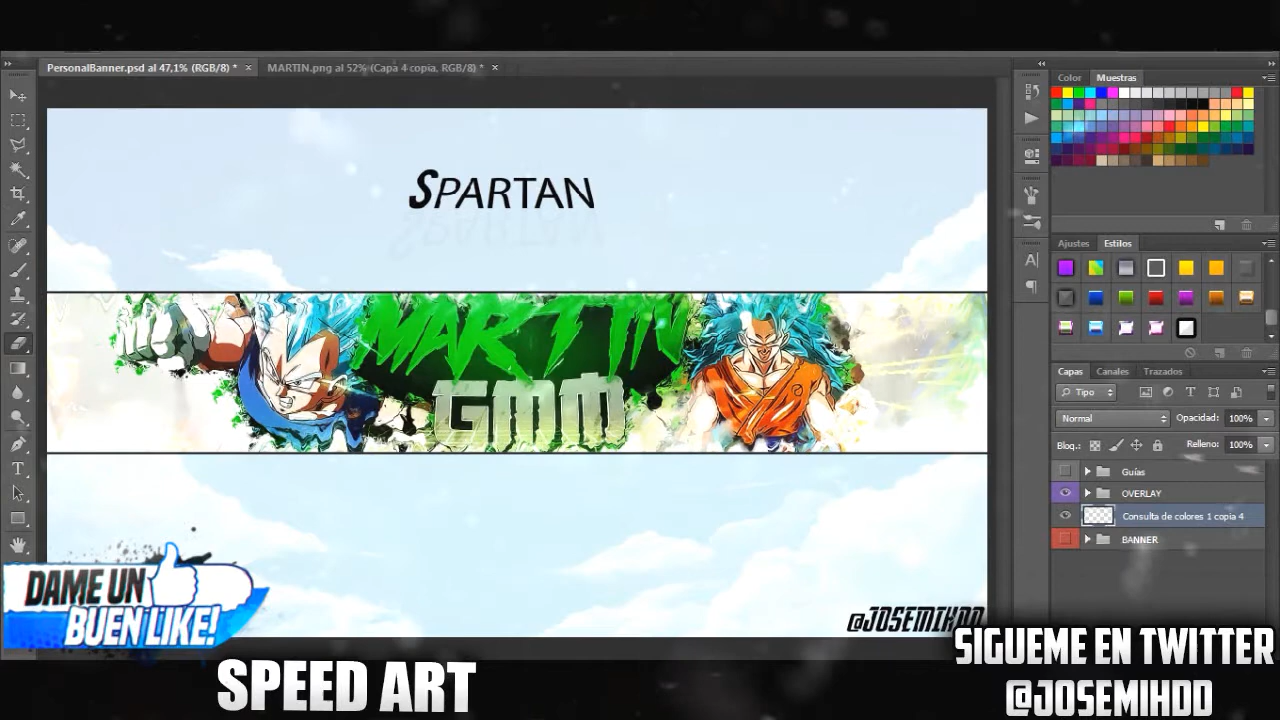 PersonalBanner.psd al 47,1% (RGB/8) * ×
MARTIN.png al 52% (Capa 4 copia, RGB/8) * ×
Color Muestras
SPARTAN
Ajustes Estilos
MARTIN
GMM
Capas Canales Trazados
Tipo
Normal Opacidad: 100%
Bloq.: Relleno: 100%
Guías
OVERLAY
Consulta de colores 1 copia 4
BANNER
DAME UN
BUEN LIKE!
@JOSEMIHDD
SPEED ART
SIGUEME EN TWITTER
@JOSEMIHDD